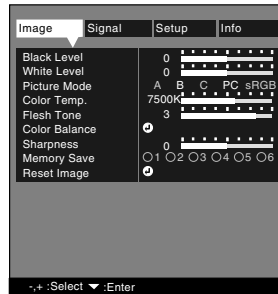 Image Signal Setup Info
Black Level 0
White Level 0
Picture Mode A B C PC sRGB
Color Temp. 7500K
Flesh Tone 3
Color Balance
Sharpness 0
Memory Save 1 2 3 4 5 6
Reset Image
-,+ :Select :Enter